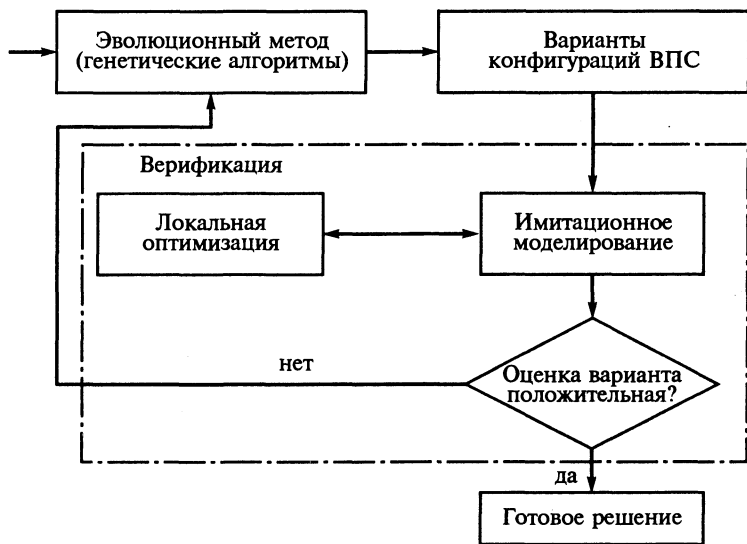 Эволюционный метод
(генетические алгоритмы)
Варианты
конфигураций ВПС
Верификация
Локальная
оптимизация
Имитационное
моделирование
нет
Оценка варианта
положительная?
да
Готовое решение